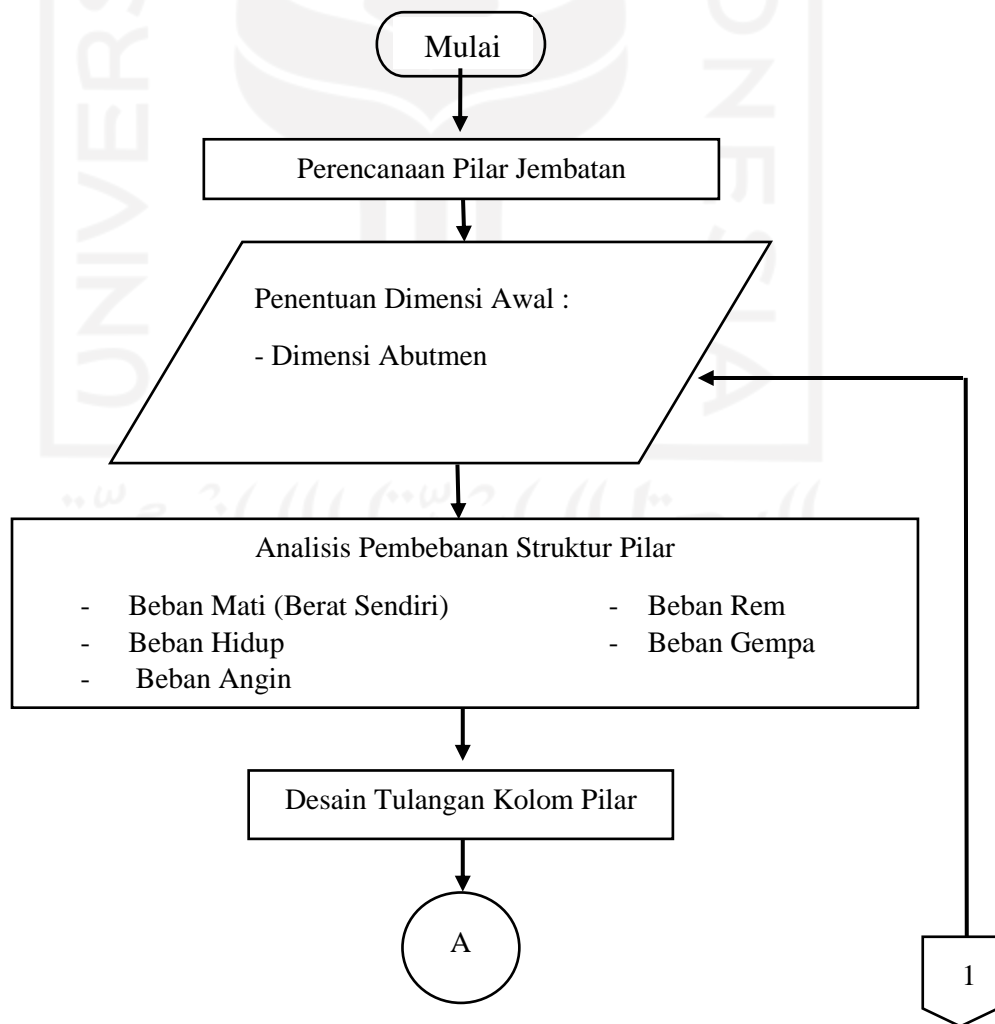 Mulai
Perencanaan Pilar Jembatan
Penentuan Dimensi Awal :
- Dimensi Abutmen
Analisis Pembebanan Struktur Pilar
- Beban Mati (Berat Sendiri)
- Beban Hidup
- Beban Angin
- Beban Rem
- Beban Gempa
Desain Tulangan Kolom Pilar
A
1